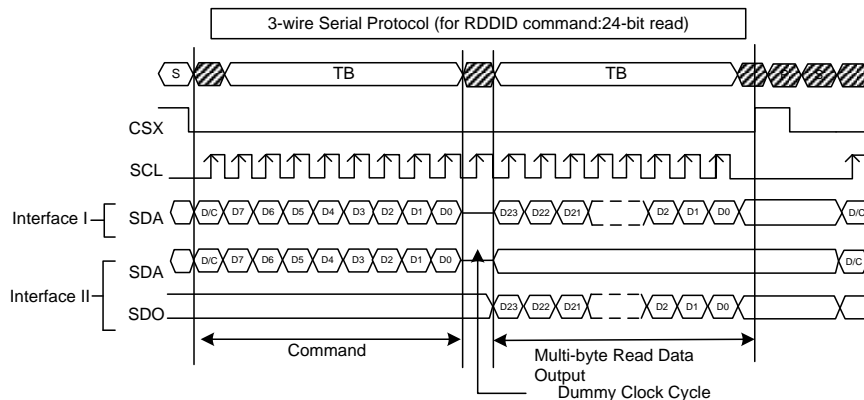 3-wire Serial Protocol (for RDDID command:24-bit read)
S TB TB P S
CSX
SCL
Interface I SDA D/C D7 D6 D5 D4 D3 D2 D1 D0 D23 D22 D21 D2 D1 D0 D/C
SDA D/C D7 D6 D5 D4 D3 D2 D1 D0 D/C
Interface II
SDO D23 D22 D21 D2 D1 D0
Command
Multi-byte Read Data
Output
Dummy Clock Cycle